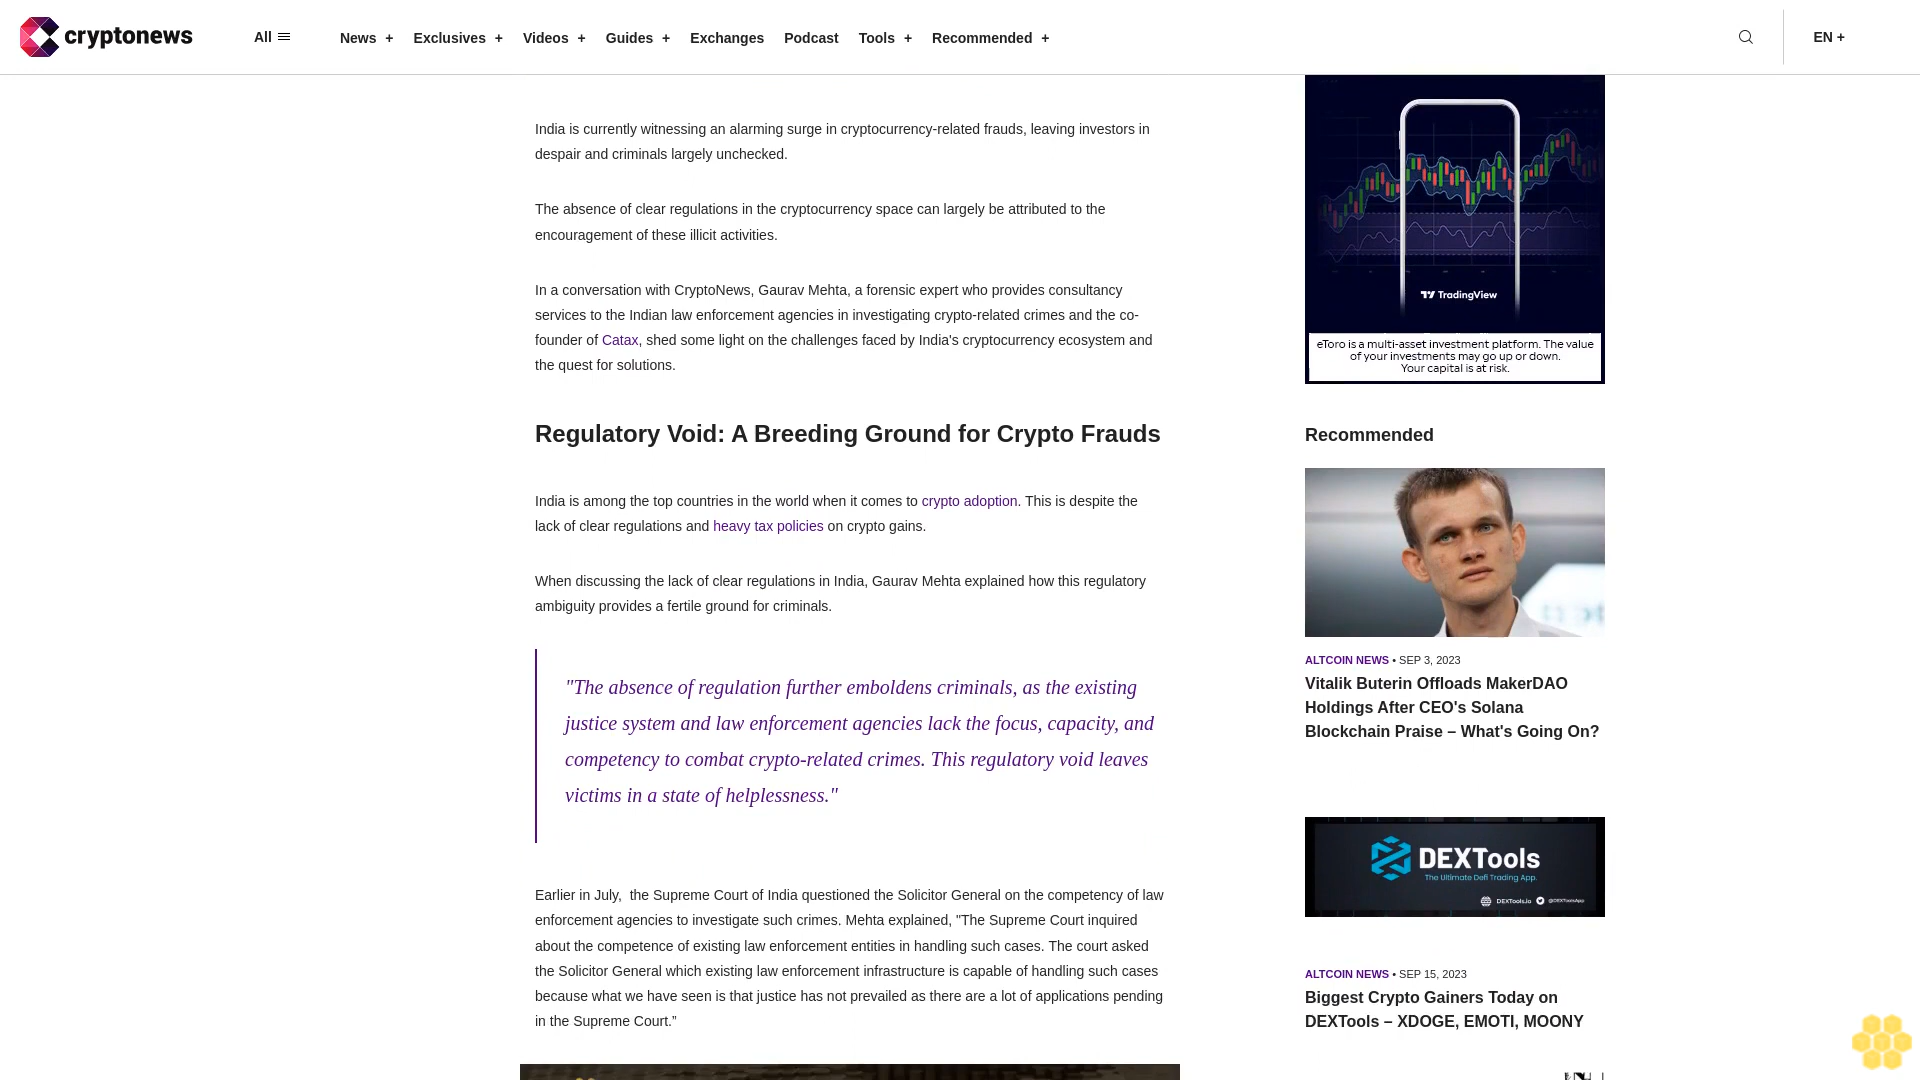 cryptonews
All
News +
Exclusives +
Videos +
Guides +
Exchanges
Podcast
Tools +
Recommended +
EN +
India is currently witnessing an alarming surge in cryptocurrency-related frauds, leaving investors in
despair and criminals largely unchecked.
The absence of clear regulations in the cryptocurrency space can largely be attributed to the
encouragement of these illicit activities.
In a conversation with CryptoNews, Gaurav Mehta, a forensic expert who provides consultancy
services to the Indian law enforcement agencies in investigating crypto-related crimes and the co-
founder of Catax, shed some light on the challenges faced by India's cryptocurrency ecosystem and
the quest for solutions.
Regulatory Void: A Breeding Ground for Crypto Frauds
India is among the top countries in the world when it comes to crypto adoption. This is despite the
lack of clear regulations and heavy tax policies on crypto gains.
When discussing the lack of clear regulations in India, Gaurav Mehta explained how this regulatory
ambiguity provides a fertile ground for criminals.
"The absence of regulation further emboldens criminals, as the existing
justice system and law enforcement agencies lack the focus, capacity, and
competency to combat crypto-related crimes. This regulatory void leaves
victims in a state of helplessness."
Earlier in July,  the Supreme Court of India questioned the Solicitor General on the competency of law
enforcement agencies to investigate such crimes. Mehta explained, "The Supreme Court inquired
about the competence of existing law enforcement entities in handling such cases. The court asked
the Solicitor General which existing law enforcement infrastructure is capable of handling such cases
because what we have seen is that justice has not prevailed as there are a lot of applications pending
in the Supreme Court.”
TradingView
eToro is a multi-asset investment platform. The value
of your investments may go up or down.
Your capital is at risk.
Recommended
ALTCOIN NEWS • SEP 3, 2023
Vitalik Buterin Offloads MakerDAO
Holdings After CEO's Solana
Blockchain Praise – What's Going On?
DEXTools
The Ultimate Defi Trading App.
DEXTools.io @DEXToolsApp
ALTCOIN NEWS • SEP 15, 2023
Biggest Crypto Gainers Today on
DEXTools – XDOGE, EMOTI, MOONY